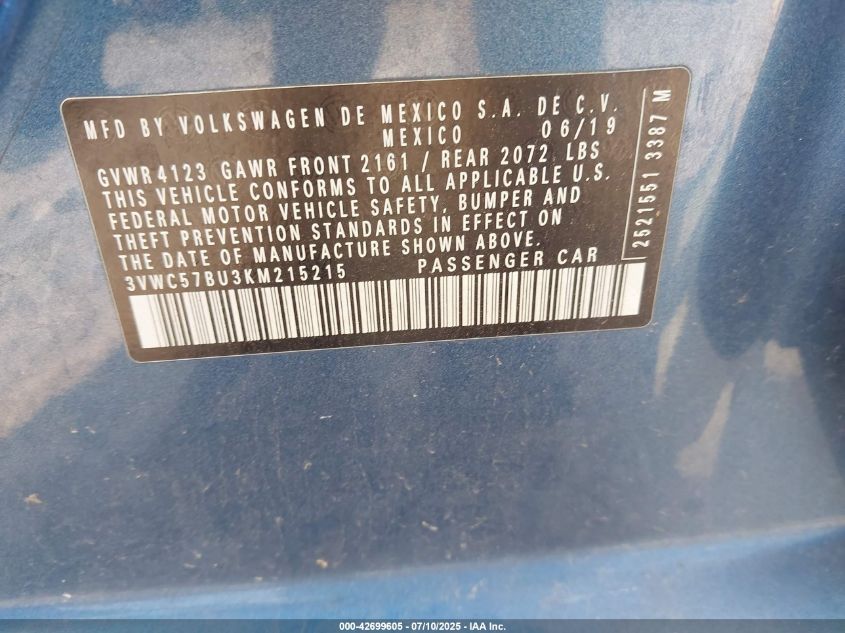 MFD BY VOLKSWAGEN DE MEXICO S.A. DE C.V.
MEXICO 06/19
GVWR 4123 GAWR FRONT 2161 / REAR 2072 LBS
THIS VEHICLE CONFORMS TO ALL APPLICABLE U.S.
FEDERAL MOTOR VEHICLE SAFETY, BUMPER AND
THEFT PREVENTION STANDARDS IN EFFECT ON
THE DATE OF MANUFACTURE SHOWN ABOVE.
3VWC57BU3KM215215 PASSENGER CAR
2521551 3387 M
000-42699605 - 07/10/2025 - IAA Inc.